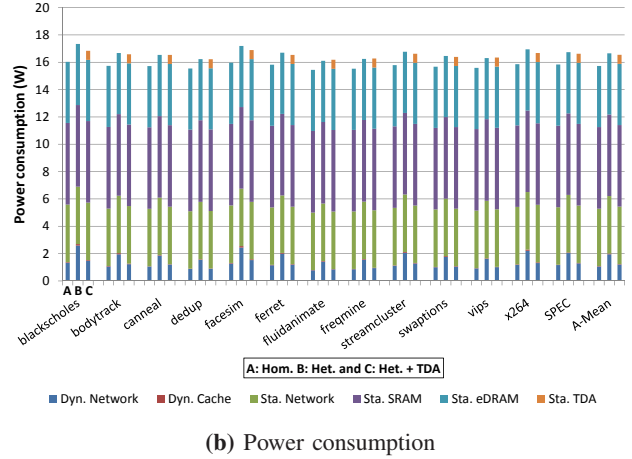 20
18
16
14
12
10
8
6
4
2
0
Power consumption (W)
A B C
blackscholes
bodytrack
canneal
dedup
facesim
ferret
fluidanimate
freqmine
streamcluster
swaptions
vips
x264
SPEC
A-Mean
A: Hom. B: Het. and C: Het. + TDA
Dyn. Network Dyn. Cache Sta. Network Sta. SRAM Sta. eDRAM Sta. TDA
(b) Power consumption